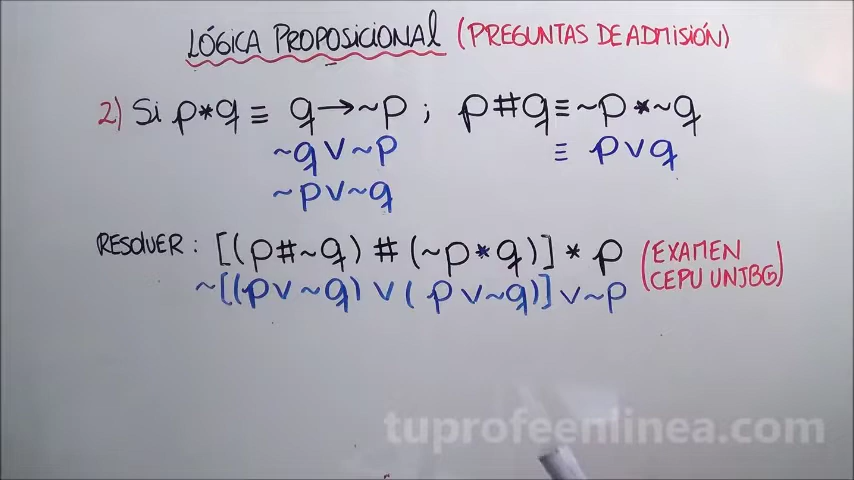 LÓGICA PROPOSICIONAL (PREGUNTAS DE ADMISIÓN)
2) Si p*q ≡ q→~p ; p#q≡~p*~q
~q∨~p ≡ p∨q
~p∨~q
RESOLVER : [(p#~q)#(~p*q)]*p (EXAMEN
CEPU UNJBG)
~[(p∨~q)∨(p∨~q)]∨~p
tuprofeenlinea.com